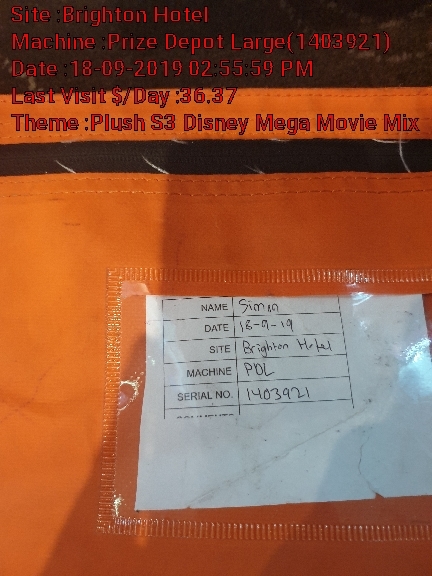 Site :Brighton Hotel
Machine :Prize Depot Large(1403921)
Date :18-09-2019 02:55:59 PM
Last Visit $/Day :36.37
Theme :Plush S3 Disney Mega Movie Mix
NAME Simon
DATE 18-9-19
SITE Brighton Hotel
MACHINE PDL
SERIAL NO. 1403921